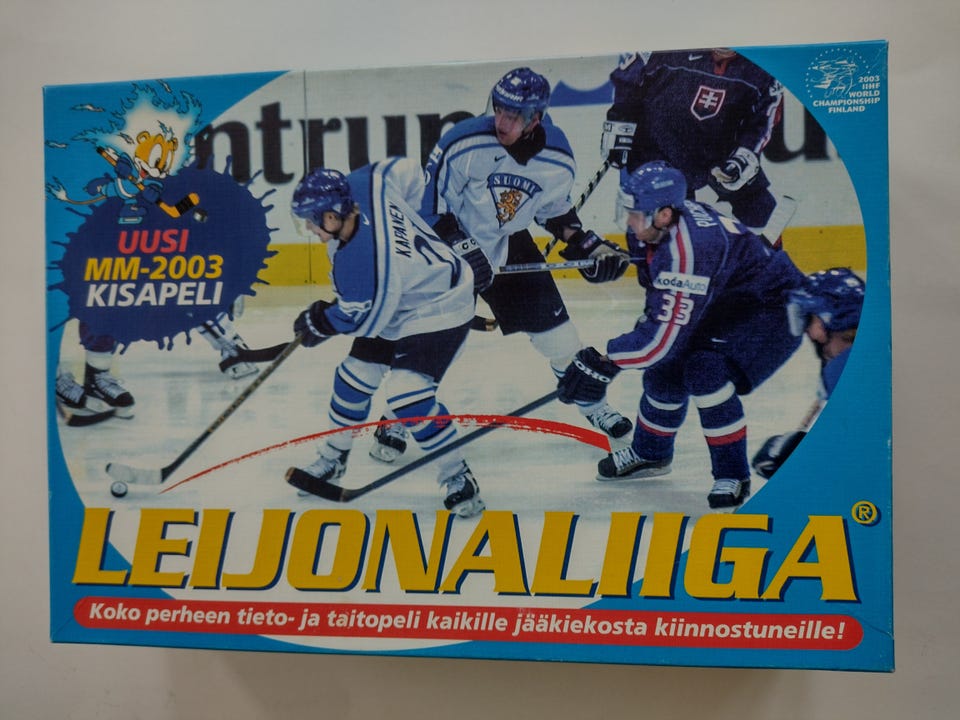 2003
IIHF
WORLD
CHAMPIONSHIP
FINLAND
ntrum
SUOMI
KAPANEN
ŠkodaAuto
33
UUSI
MM-2003
KISAPELI
LEIJONALIIGA®
Koko perheen tieto- ja taitopeli kaikille jääkiekosta kiinnostuneille!